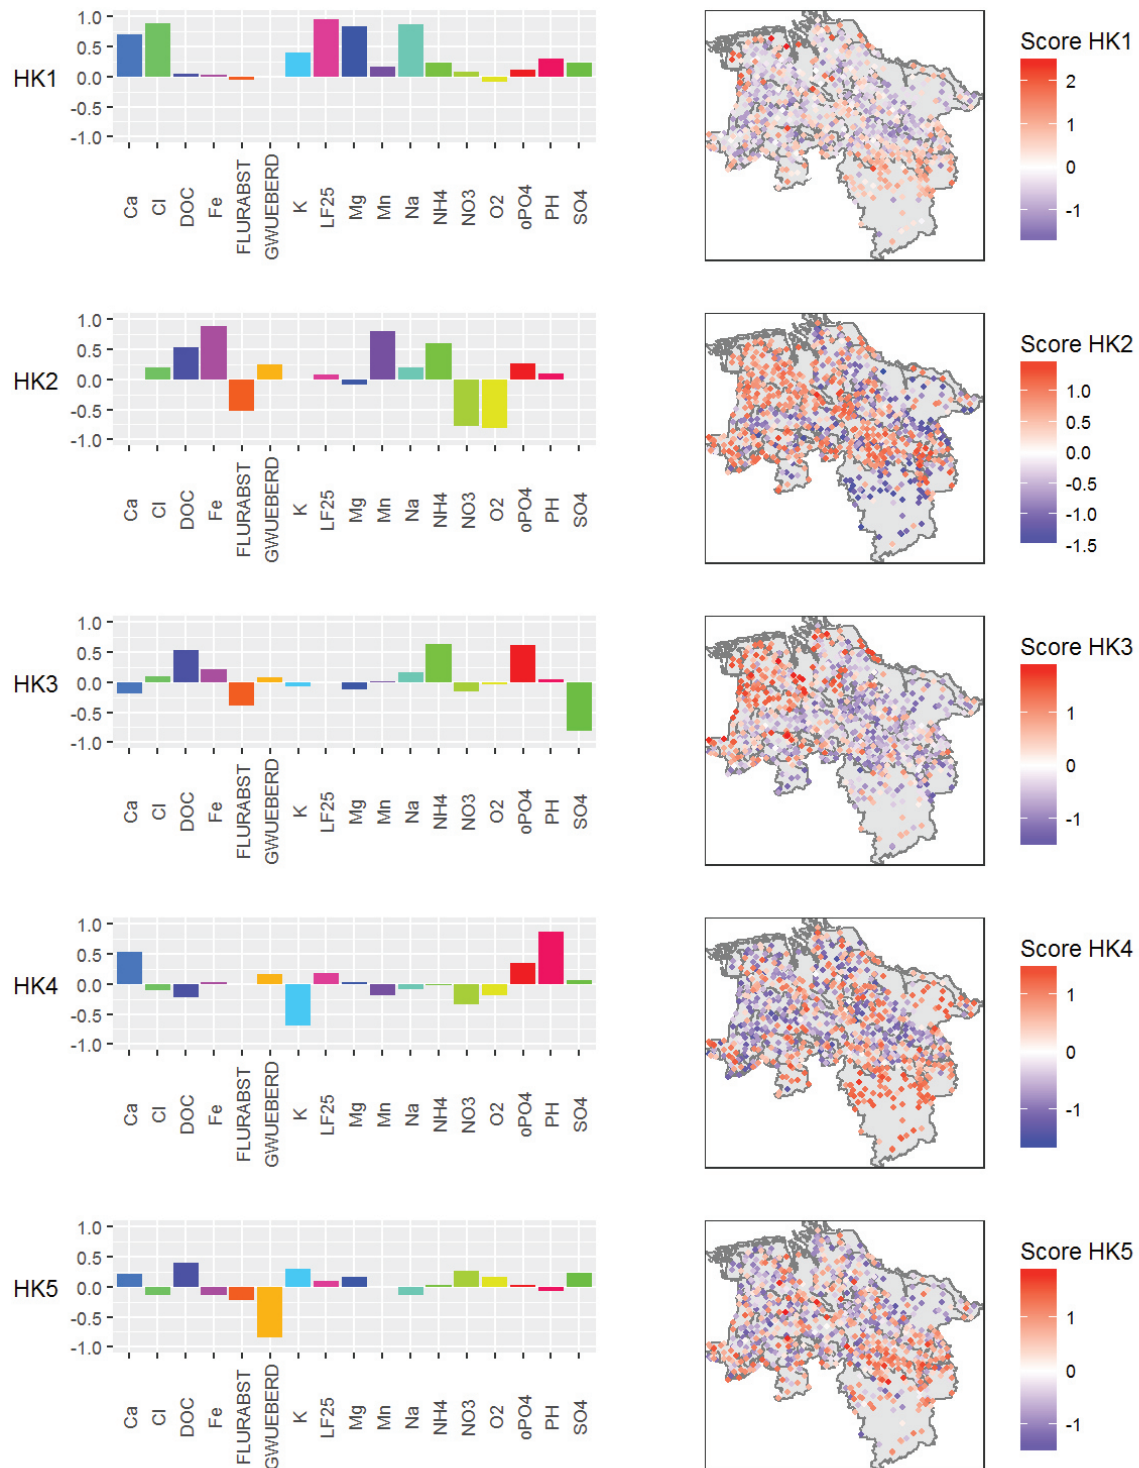 HK1
1.0
0.5
0.0
-0.5
-1.0
Ca
Cl
DOC
Fe
FLURABST
GWUEBERD
K
LF25
Mg
Mn
Na
NH4
NO3
O2
oPO4
PH
SO4
Score HK1
2
1
0
-1
HK2
1.0
0.5
0.0
-0.5
-1.0
Ca
Cl
DOC
Fe
FLURABST
GWUEBERD
K
LF25
Mg
Mn
Na
NH4
NO3
O2
oPO4
PH
SO4
Score HK2
1.0
0.5
0.0
-0.5
-1.0
-1.5
HK3
1.0
0.5
0.0
-0.5
-1.0
Ca
Cl
DOC
Fe
FLURABST
GWUEBERD
K
LF25
Mg
Mn
Na
NH4
NO3
O2
oPO4
PH
SO4
Score HK3
1
0
-1
HK4
1.0
0.5
0.0
-0.5
-1.0
Ca
Cl
DOC
Fe
FLURABST
GWUEBERD
K
LF25
Mg
Mn
Na
NH4
NO3
O2
oPO4
PH
SO4
Score HK4
1
0
-1
HK5
1.0
0.5
0.0
-0.5
-1.0
Ca
Cl
DOC
Fe
FLURABST
GWUEBERD
K
LF25
Mg
Mn
Na
NH4
NO3
O2
oPO4
PH
SO4
Score HK5
1
0
-1